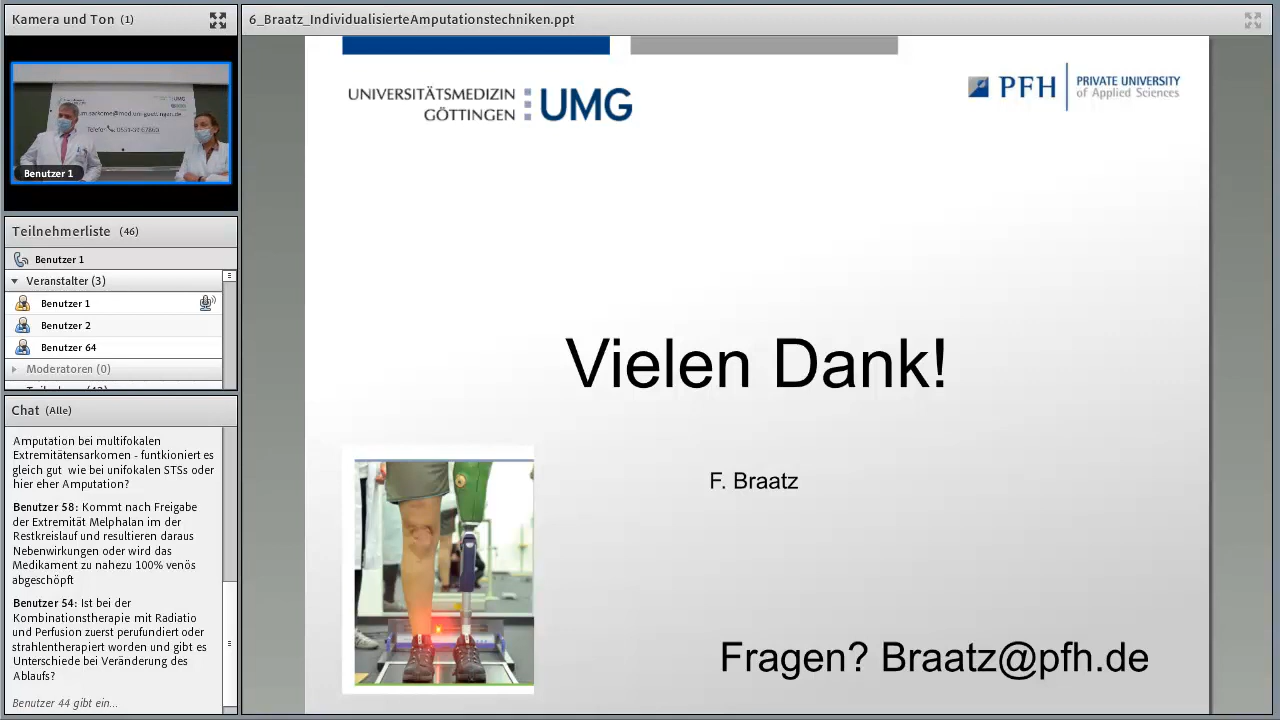 Kamera und Ton (1)
6_Braatz_IndividualisierteAmputationstechniken.ppt
UMG
Benutzer 1
Teilnehmerliste (46)
Benutzer 1
Veranstalter (3)
Benutzer 1
Benutzer 2
Benutzer 64
Moderatoren (0)
Chat (Alle)
Amputation bei multifokalen
Extremitätensarkomen - funtkioniert es
gleich gut wie bei unifokalen STSs oder
hier eher Amputation?
Benutzer 58: Kommt nach Freigabe
der Extremität Melphalan im der
Restkreislauf und resultieren daraus
Nebenwirkungen oder wird das
Medikament zu nahezu 100% venös
abgeschöpft
Benutzer 54: Ist bei der
Kombinationstherapie mit Radiatio
und Perfusion zuerst perufundiert oder
strahlentherapiert worden und gibt es
Unterschiede bei Veränderung des
Ablaufs?
Benutzer 44 gibt ein...
UNIVERSITÄTSMEDIZIN
GÖTTINGEN UMG
PFH PRIVATE UNIVERSITY
of Applied Sciences
Vielen Dank!
F. Braatz
Fragen? Braatz@pfh.de